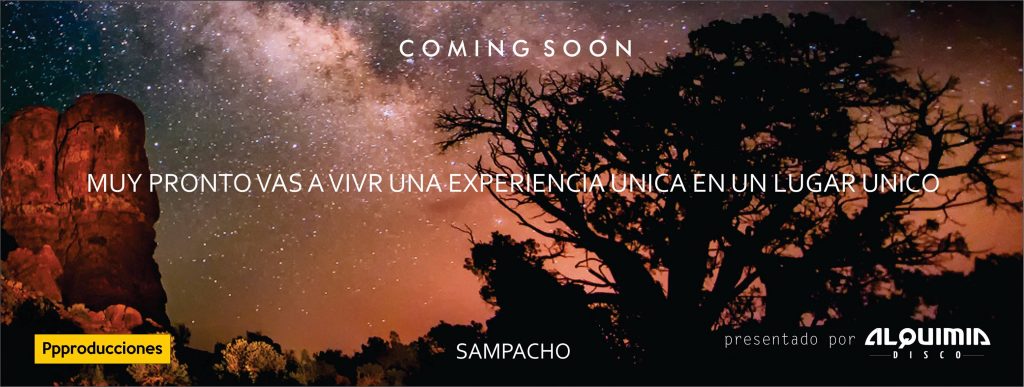 COMING SOON
MUY PRONTO VAS A VIVR UNA EXPERIENCIA UNICA EN UN LUGAR UNICO
Ppproducciones
SAMPACHO
presentado por ALQUIMIA
DISCO